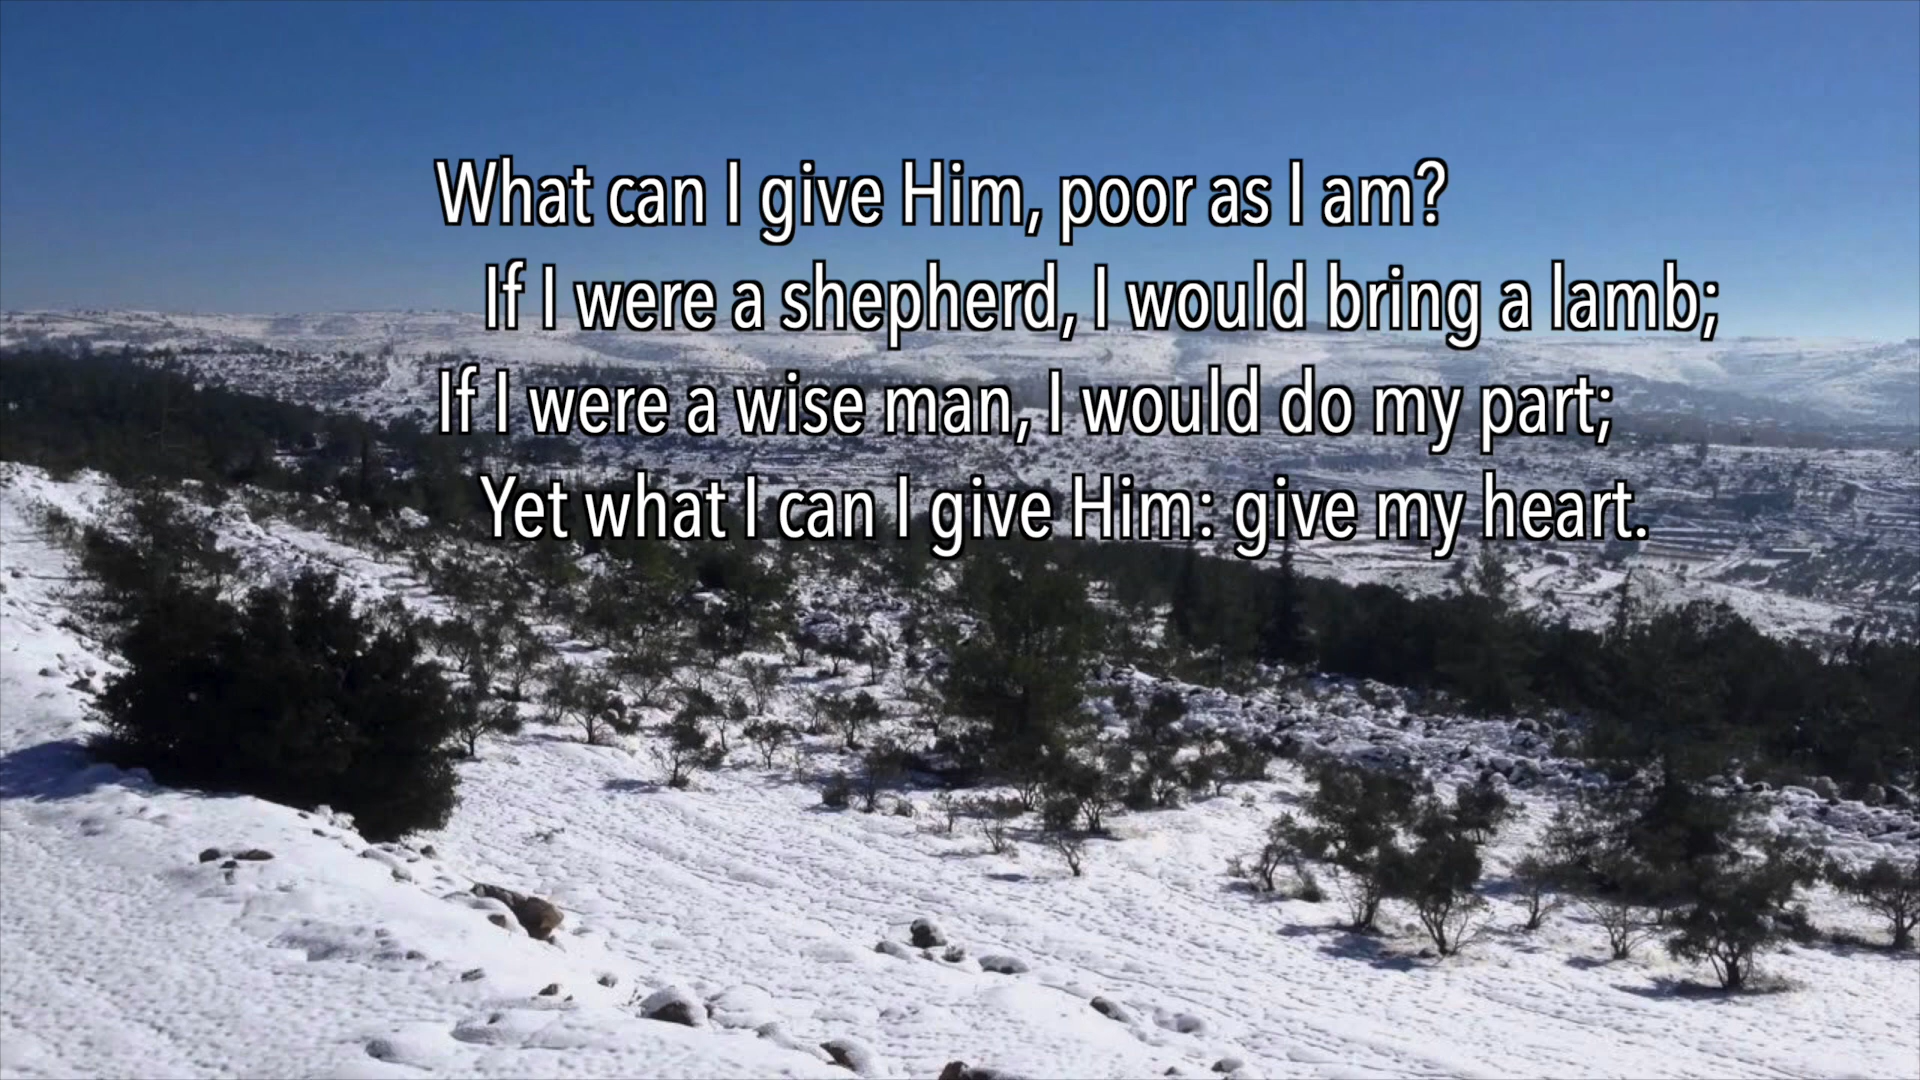 What can I give Him, poor as I am?
If I were a shepherd, I would bring a lamb;
If I were a wise man, I would do my part;
Yet what I can I give Him: give my heart.